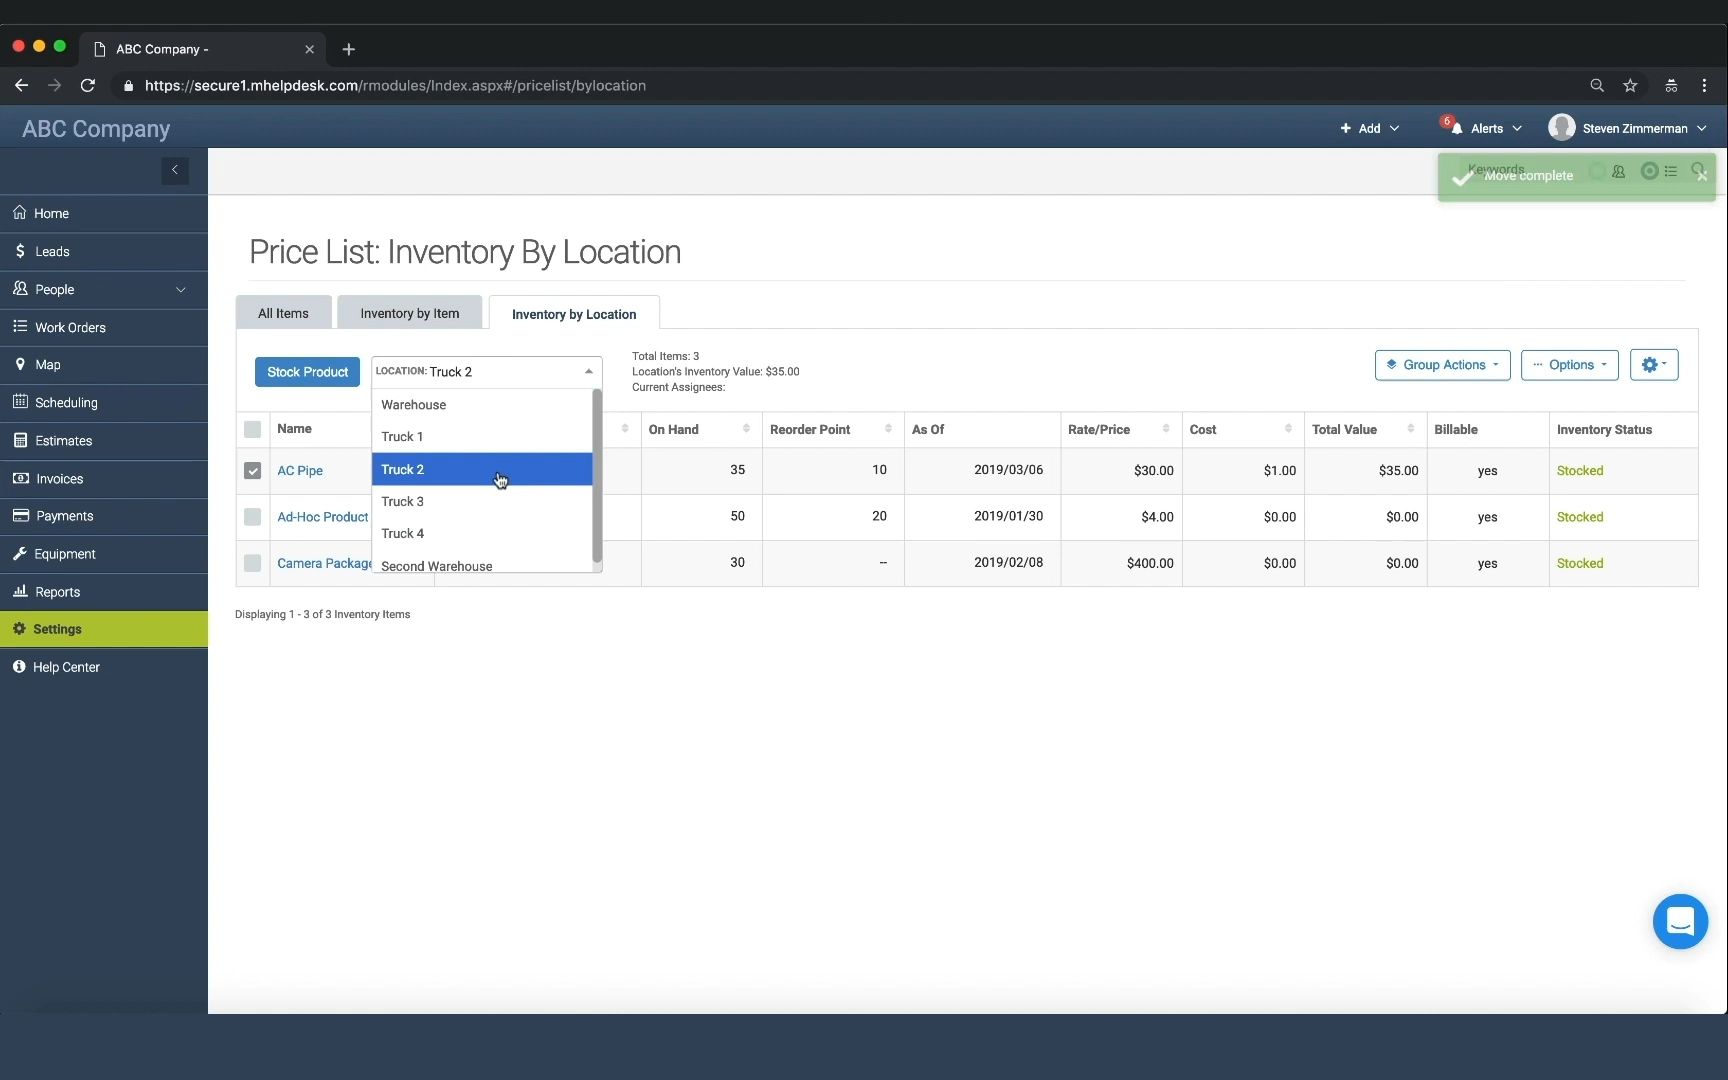 ABC Company -
https://secure1.mhelpdesk.com/rmodules/Index.aspx#/pricelist/bylocation
ABC Company
Add
6
Alerts
Steven Zimmerman
Keywords
Move complete
Home
Leads
People
Work Orders
Map
Scheduling
Estimates
Invoices
Payments
Equipment
Reports
Settings
Help Center
Price List: Inventory By Location
All Items
Inventory by Item
Inventory by Location
Stock Product
LOCATION: Truck 2
Total Items: 3
Location's Inventory Value: $35.00
Current Assignees:
Group Actions
Options
Warehouse
Truck 1
Truck 2
Truck 3
Truck 4
Second Warehouse
Name On Hand Reorder Point As Of Rate/Price Cost Total Value Billable Inventory Status
AC Pipe 35 10 2019/03/06 $30.00 $1.00 $35.00 yes Stocked
Ad-Hoc Product 50 20 2019/01/30 $4.00 $0.00 $0.00 yes Stocked
Camera Package 30 -- 2019/02/08 $400.00 $0.00 $0.00 yes Stocked
Displaying 1 - 3 of 3 Inventory Items